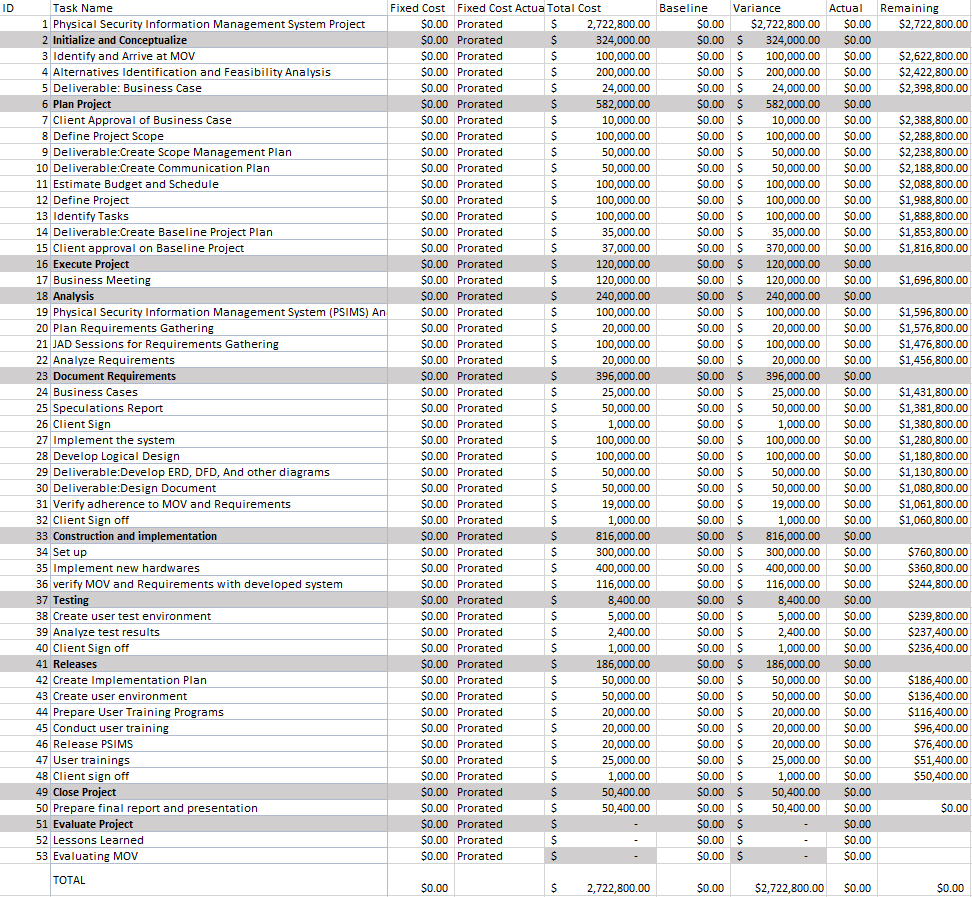 ID Task Name Fixed Cost Fixed Cost Actua Total Cost Baseline Variance Actual Remaining
1 Physical Security Information Management System Project $0.00 Prorated $ 2,722,800.00 $0.00 $2,722,800.00 $0.00 $2,722,800.00
2 Initialize and Conceptualize $0.00 Prorated $ 324,000.00 $0.00 $ 324,000.00 $0.00
3 Identify and Arrive at MOV $0.00 Prorated $ 100,000.00 $0.00 $ 100,000.00 $0.00 $2,622,800.00
4 Alternatives Identification and Feasibility Analysis $0.00 Prorated $ 200,000.00 $0.00 $ 200,000.00 $0.00 $2,422,800.00
5 Deliverable: Business Case $0.00 Prorated $ 24,000.00 $0.00 $ 24,000.00 $0.00 $2,398,800.00
6 Plan Project $0.00 Prorated $ 582,000.00 $0.00 $ 582,000.00 $0.00
7 Client Approval of Business Case $0.00 Prorated $ 10,000.00 $0.00 $ 10,000.00 $0.00 $2,388,800.00
8 Define Project Scope $0.00 Prorated $ 100,000.00 $0.00 $ 100,000.00 $0.00 $2,288,800.00
9 Deliverable:Create Scope Management Plan $0.00 Prorated $ 50,000.00 $0.00 $ 50,000.00 $0.00 $2,238,800.00
10 Deliverable:Create Communication Plan $0.00 Prorated $ 50,000.00 $0.00 $ 50,000.00 $0.00 $2,188,800.00
11 Estimate Budget and Schedule $0.00 Prorated $ 100,000.00 $0.00 $ 100,000.00 $0.00 $2,088,800.00
12 Define Project $0.00 Prorated $ 100,000.00 $0.00 $ 100,000.00 $0.00 $1,988,800.00
13 Identify Tasks $0.00 Prorated $ 100,000.00 $0.00 $ 100,000.00 $0.00 $1,888,800.00
14 Deliverable:Create Baseline Project Plan $0.00 Prorated $ 35,000.00 $0.00 $ 35,000.00 $0.00 $1,853,800.00
15 Client approval on Baseline Project $0.00 Prorated $ 37,000.00 $0.00 $ 370,000.00 $0.00 $1,816,800.00
16 Execute Project $0.00 Prorated $ 120,000.00 $0.00 $ 120,000.00 $0.00
17 Business Meeting $0.00 Prorated $ 120,000.00 $0.00 $ 120,000.00 $0.00 $1,696,800.00
18 Analysis $0.00 Prorated $ 240,000.00 $0.00 $ 240,000.00 $0.00
19 Physical Security Information Management System (PSIMS) An $0.00 Prorated $ 100,000.00 $0.00 $ 100,000.00 $0.00 $1,596,800.00
20 Plan Requirements Gathering $0.00 Prorated $ 20,000.00 $0.00 $ 20,000.00 $0.00 $1,576,800.00
21 JAD Sessions for Requirements Gathering $0.00 Prorated $ 100,000.00 $0.00 $ 100,000.00 $0.00 $1,476,800.00
22 Analyze Requirements $0.00 Prorated $ 20,000.00 $0.00 $ 20,000.00 $0.00 $1,456,800.00
23 Document Requirements $0.00 Prorated $ 396,000.00 $0.00 $ 396,000.00 $0.00
24 Business Cases $0.00 Prorated $ 25,000.00 $0.00 $ 25,000.00 $0.00 $1,431,800.00
25 Speculations Report $0.00 Prorated $ 50,000.00 $0.00 $ 50,000.00 $0.00 $1,381,800.00
26 Client Sign $0.00 Prorated $ 1,000.00 $0.00 $ 1,000.00 $0.00 $1,380,800.00
27 Implement the system $0.00 Prorated $ 100,000.00 $0.00 $ 100,000.00 $0.00 $1,280,800.00
28 Develop Logical Design $0.00 Prorated $ 100,000.00 $0.00 $ 100,000.00 $0.00 $1,180,800.00
29 Deliverable:Develop ERD, DFD, And other diagrams $0.00 Prorated $ 50,000.00 $0.00 $ 50,000.00 $0.00 $1,130,800.00
30 Deliverable:Design Document $0.00 Prorated $ 50,000.00 $0.00 $ 50,000.00 $0.00 $1,080,800.00
31 Verify adherence to MOV and Requirements $0.00 Prorated $ 19,000.00 $0.00 $ 19,000.00 $0.00 $1,061,800.00
32 Client Sign off $0.00 Prorated $ 1,000.00 $0.00 $ 1,000.00 $0.00 $1,060,800.00
33 Construction and implementation $0.00 Prorated $ 816,000.00 $0.00 $ 816,000.00 $0.00
34 Set up $0.00 Prorated $ 300,000.00 $0.00 $ 300,000.00 $0.00 $760,800.00
35 Implement new hardwares $0.00 Prorated $ 400,000.00 $0.00 $ 400,000.00 $0.00 $360,800.00
36 verify MOV and Requirements with developed system $0.00 Prorated $ 116,000.00 $0.00 $ 116,000.00 $0.00 $244,800.00
37 Testing $0.00 Prorated $ 8,400.00 $0.00 $ 8,400.00 $0.00
38 Create user test environment $0.00 Prorated $ 5,000.00 $0.00 $ 5,000.00 $0.00 $239,800.00
39 Analyze test results $0.00 Prorated $ 2,400.00 $0.00 $ 2,400.00 $0.00 $237,400.00
40 Client Sign off $0.00 Prorated $ 1,000.00 $0.00 $ 1,000.00 $0.00 $236,400.00
41 Releases $0.00 Prorated $ 186,000.00 $0.00 $ 186,000.00 $0.00
42 Create Implementation Plan $0.00 Prorated $ 50,000.00 $0.00 $ 50,000.00 $0.00 $186,400.00
43 Create user environment $0.00 Prorated $ 50,000.00 $0.00 $ 50,000.00 $0.00 $136,400.00
44 Prepare User Training Programs $0.00 Prorated $ 20,000.00 $0.00 $ 20,000.00 $0.00 $116,400.00
45 Conduct user training $0.00 Prorated $ 20,000.00 $0.00 $ 20,000.00 $0.00 $96,400.00
46 Release PSIMS $0.00 Prorated $ 20,000.00 $0.00 $ 20,000.00 $0.00 $76,400.00
47 User trainings $0.00 Prorated $ 25,000.00 $0.00 $ 25,000.00 $0.00 $51,400.00
48 Client sign off $0.00 Prorated $ 1,000.00 $0.00 $ 1,000.00 $0.00 $50,400.00
49 Close Project $0.00 Prorated $ 50,400.00 $0.00 $ 50,400.00 $0.00
50 Prepare final report and presentation $0.00 Prorated $ 50,400.00 $0.00 $ 50,400.00 $0.00 $0.00
51 Evaluate Project $0.00 Prorated $ - $0.00 $ - $0.00
52 Lessons Learned $0.00 Prorated $ - $0.00 $ - $0.00
53 Evaluating MOV $0.00 Prorated $ - $0.00 $ - $0.00
TOTAL $0.00 $ 2,722,800.00 $0.00 $2,722,800.00 $0.00 $0.00